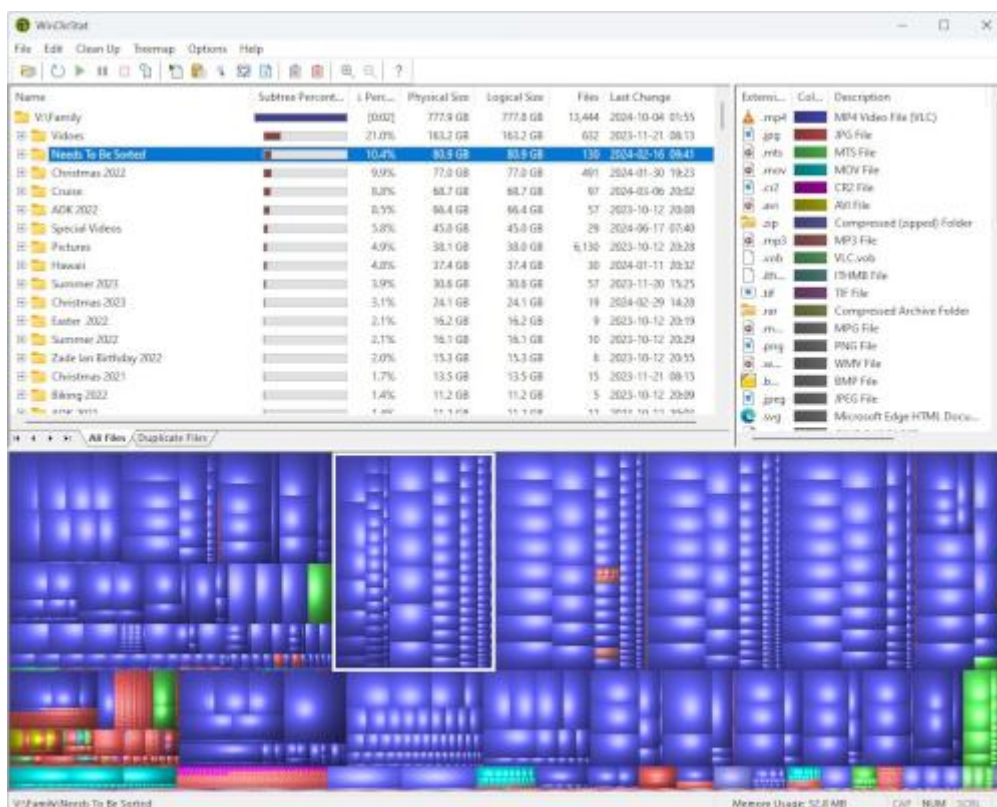 WinDirStat
File Edit Clean Up Treemap Options Help
Name Subtree Percent... Perc... Physical Size Logical Size Files Last Change
V:\Family [0:02] 777.9 GB 777.8 GB 13,444 2024-10-04 01:55
Vidoes 21.0% 163.2 GB 163.2 GB 632 2023-11-21 08:13
Needs To Be Sorted 10.4% 80.9 GB 80.9 GB 130 2024-02-16 09:41
Christmas 2022 9.9% 77.0 GB 77.0 GB 491 2024-01-30 19:23
Cruise 8.8% 68.7 GB 68.7 GB 97 2024-03-06 20:02
ADK 2022 8.5% 66.4 GB 66.4 GB 57 2023-10-12 20:08
Special Videos 5.8% 45.0 GB 45.0 GB 29 2024-06-17 07:40
Pictures 4.9% 38.1 GB 38.0 GB 6,130 2023-10-12 20:28
Hawaii 4.8% 37.4 GB 37.4 GB 30 2024-01-11 20:32
Summer 2023 3.9% 30.6 GB 30.6 GB 57 2023-11-20 15:25
Christmas 2023 3.1% 24.1 GB 24.1 GB 19 2024-02-29 14:28
Easter 2022 2.1% 16.2 GB 16.2 GB 9 2023-10-12 20:19
Summer 2022 2.1% 16.1 GB 16.1 GB 10 2023-10-12 20:29
Zade Ian Birthday 2022 2.0% 15.3 GB 15.3 GB 8 2023-10-12 20:55
Christmas 2021 1.7% 13.5 GB 13.5 GB 15 2023-11-21 08:15
Biking 2022 1.4% 11.2 GB 11.2 GB 5 2023-10-12 20:09
All Files Duplicate Files
Extensi... Col... Description
.mp4 MP4 Video File (VLC)
.jpg JPG File
.mts MTS File
.mov MOV File
.cr2 CR2 File
.avi AVI File
.zip Compressed (zipped) Folder
.mp3 MP3 File
.vob VLC.vob
.ith... ITHMB File
.tif TIF File
.rar Compressed Archive Folder
.m... MPG File
.png PNG File
.w... WMV File
.b... BMP File
.jpeg JPEG File
.svg Microsoft Edge HTML Docu...
V:\Family\Needs To Be Sorted Memory Usage: 52.8 MB CAP NUM SCRL